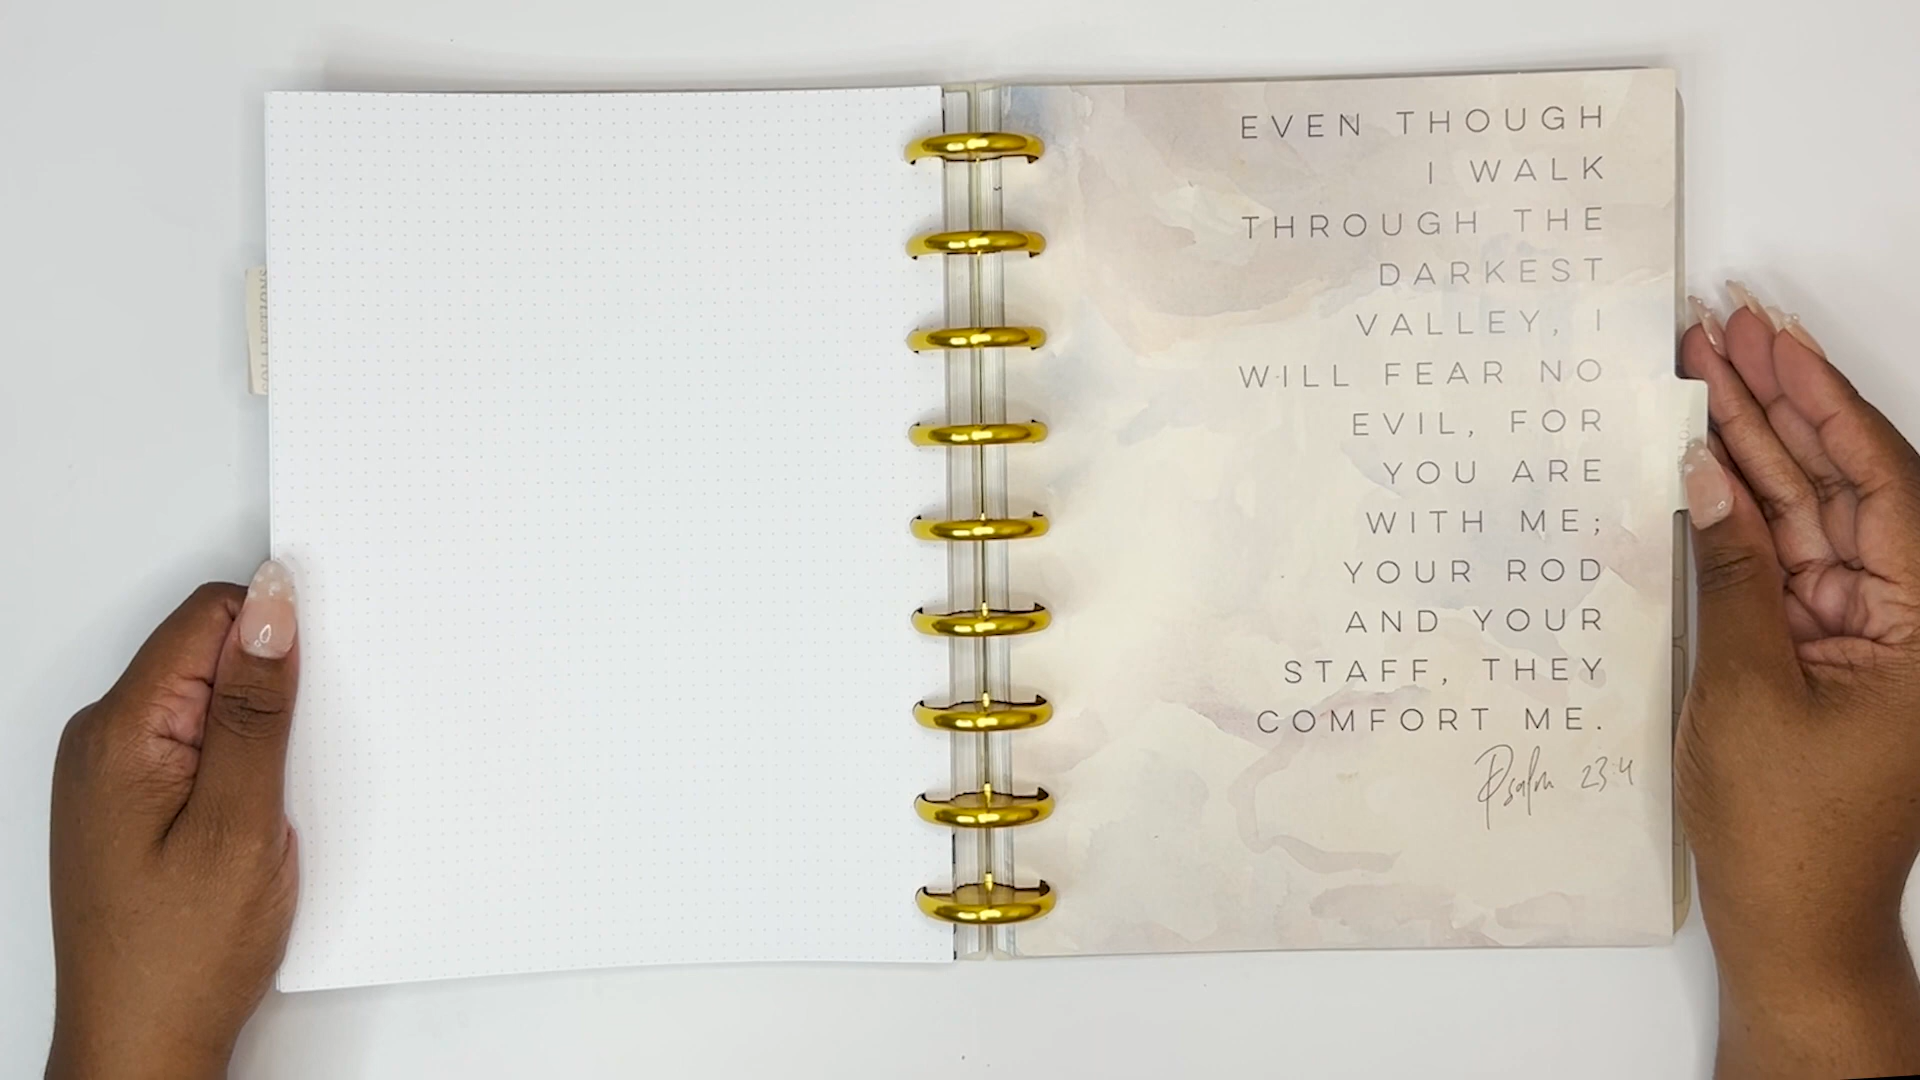 COLLECTIONS
EVEN THOUGH
I WALK
THROUGH THE
DARKEST
VALLEY, I
WILL FEAR NO
EVIL, FOR
YOU ARE
WITH ME;
YOUR ROD
AND YOUR
STAFF, THEY
COMFORT ME.
Psalm 23:4